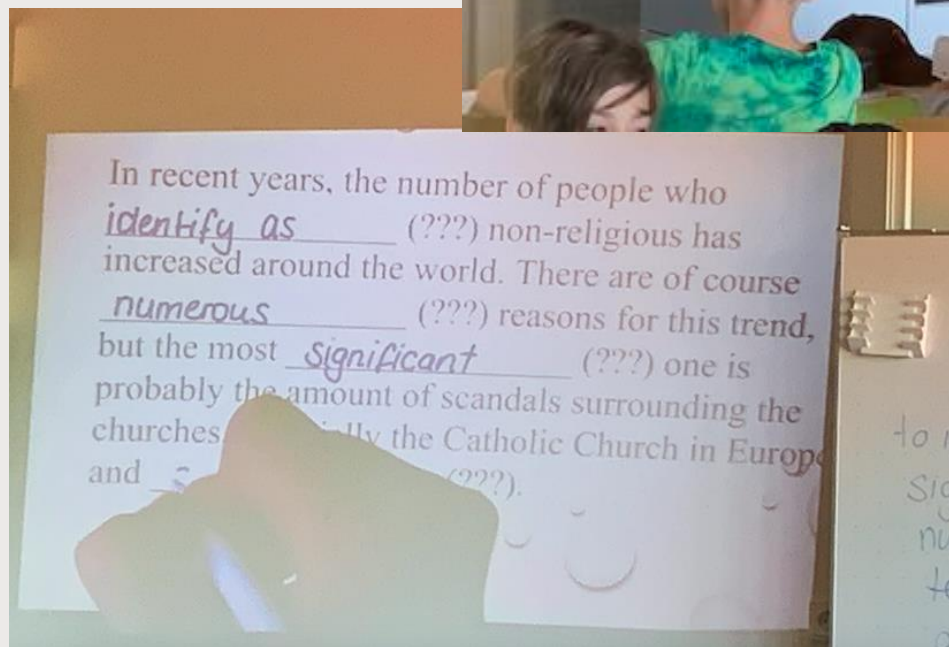 In recent years, the number of people who
identify as (???) non-religious has
increased around the world. There are of course
numerous (???) reasons for this trend,
but the most significant (???) one is
probably the amount of scandals surrounding the
churches the Catholic Church in Europe
and (???).
to